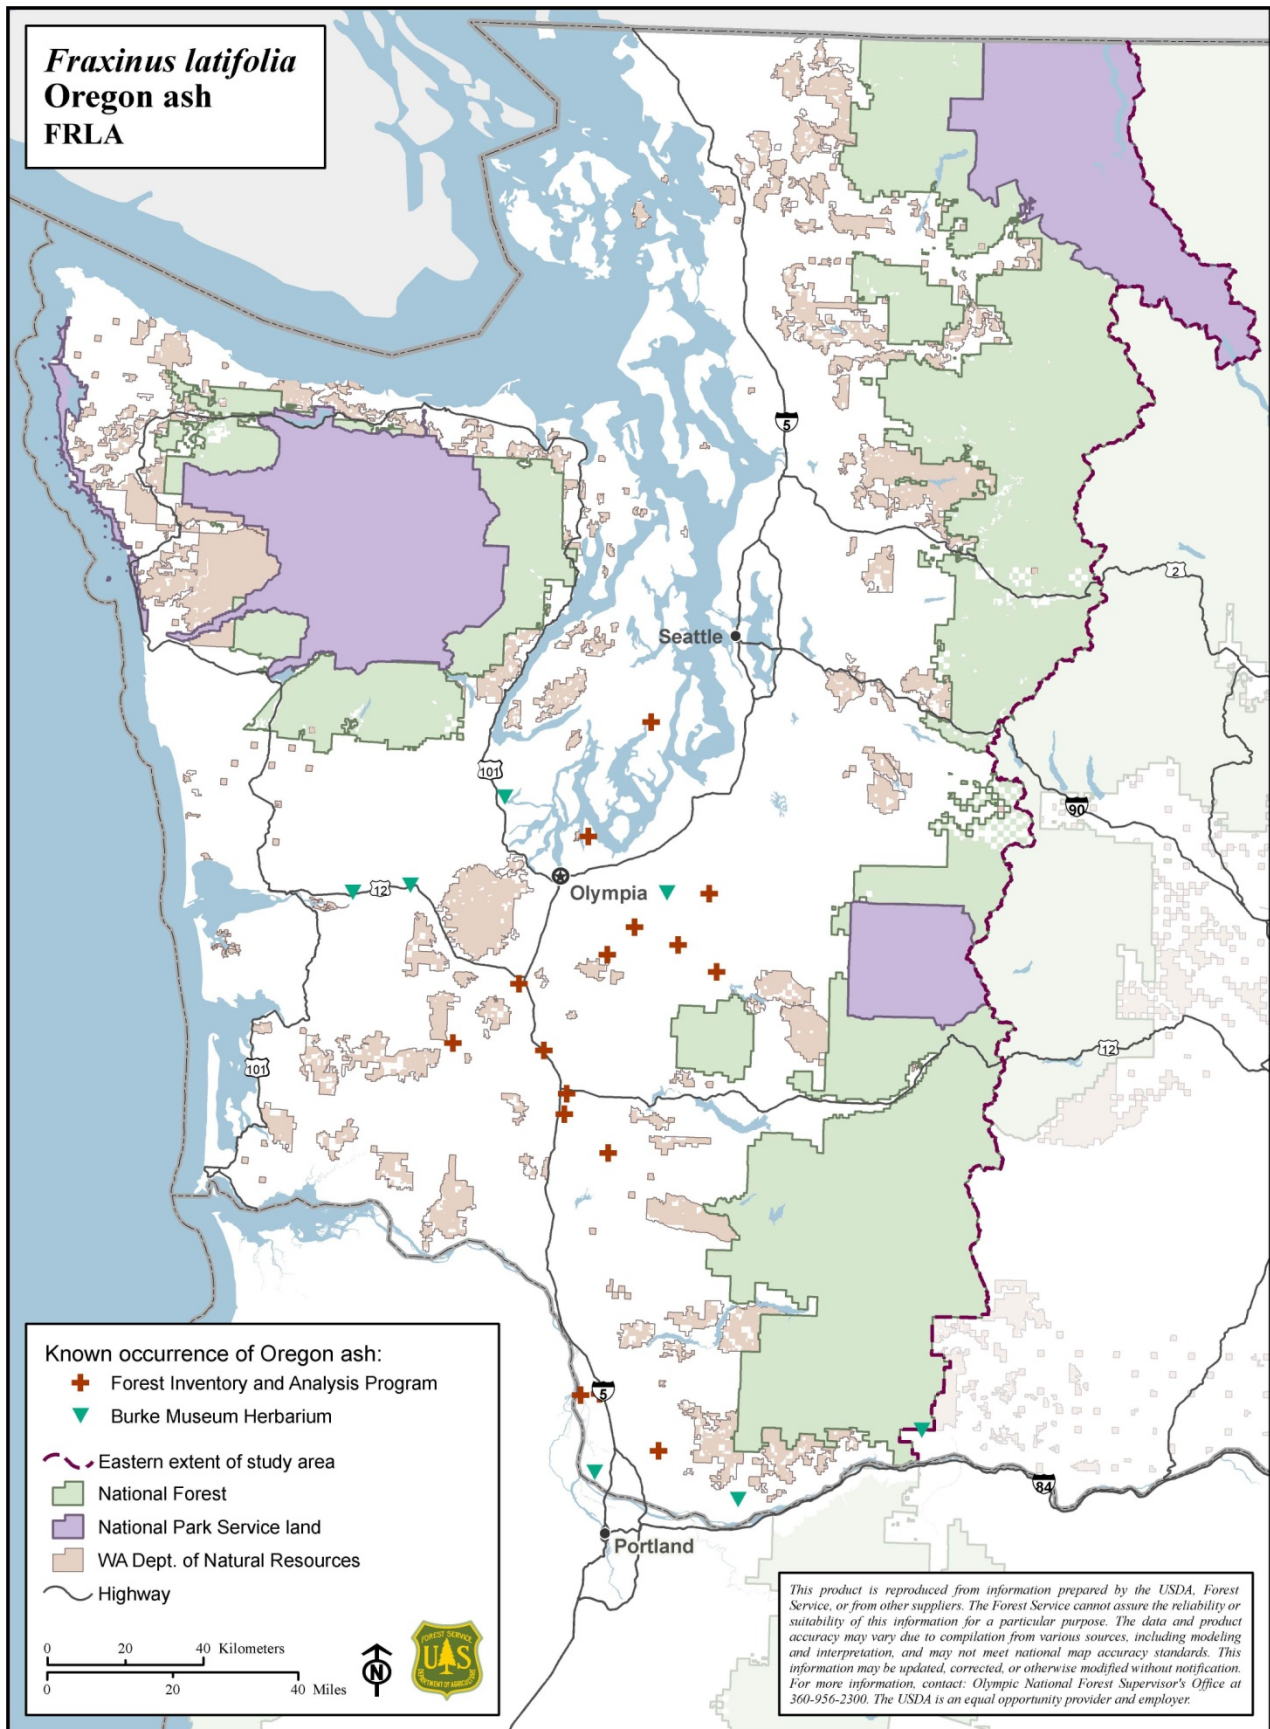 Fraxinus latifolia
Oregon ash
FRLA
5
2
Seattle
101
90
12
Olympia
101
12
5
84
Portland
Known occurrence of Oregon ash:
Forest Inventory and Analysis Program
Burke Museum Herbarium
Eastern extent of study area
National Forest
National Park Service land
WA Dept. of Natural Resources
Highway
0 20 40 Kilometers
0 20 40 Miles
N
FOREST SERVICE
U S
DEPARTMENT OF AGRICULTURE
This product is reproduced from information prepared by the USDA, Forest
Service, or from other suppliers. The Forest Service cannot assure the reliability or
suitability of this information for a particular purpose. The data and product
accuracy may vary due to compilation from various sources, including modeling
and interpretation, and may not meet national map accuracy standards. This
information may be updated, corrected, or otherwise modified without notification.
For more information, contact: Olympic National Forest Supervisor's Office at
360-956-2300. The USDA is an equal opportunity provider and employer.